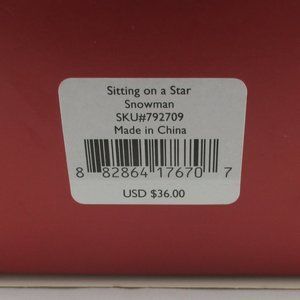 Sitting on a Star
Snowman
SKU#792709
Made in China
8 82864 17670 7
USD $36.00